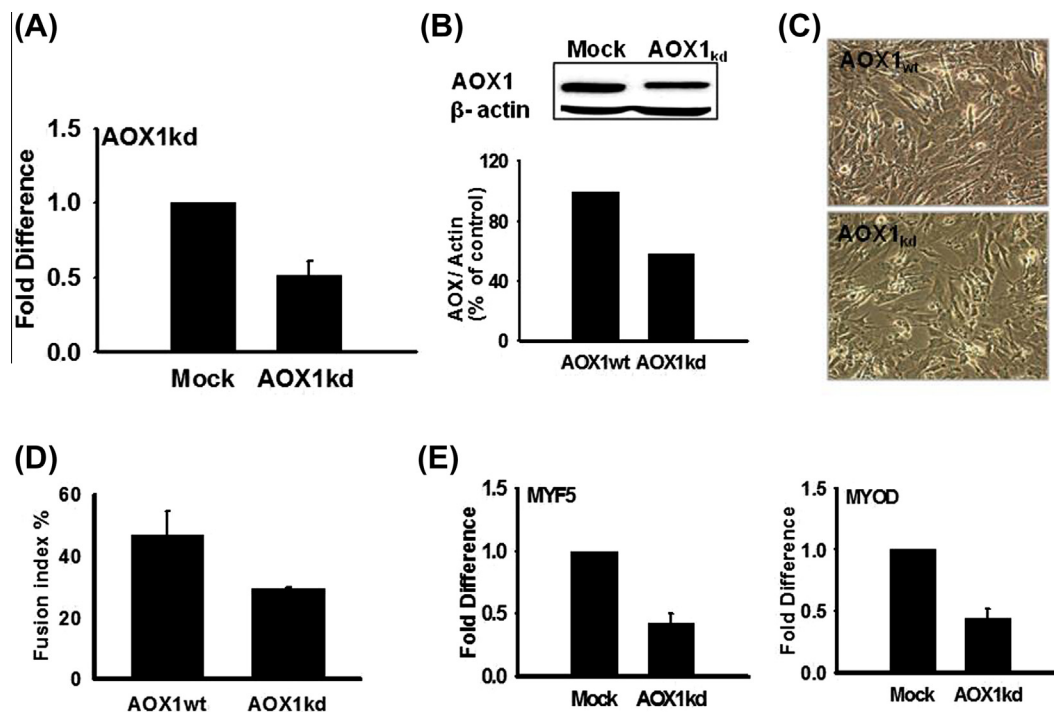 (A)
AOX1kd
Fold Difference
1.5
1.0
0.5
0.0
Mock AOX1kd
(B)
Mock AOX1kd
AOX1
β- actin
AOX/ Actin
(% of control)
120
80
40
0
AOX1wt AOX1kd
(C)
AOX1wt
AOX1kd
(D)
Fusion index %
60
40
20
0
AOX1wt AOX1kd
(E)
MYF5
Fold Difference
1.5
1.0
0.5
0.0
Mock AOX1kd
MYOD
Fold Difference
1.5
1.0
0.5
0.0
Mock AOX1kd